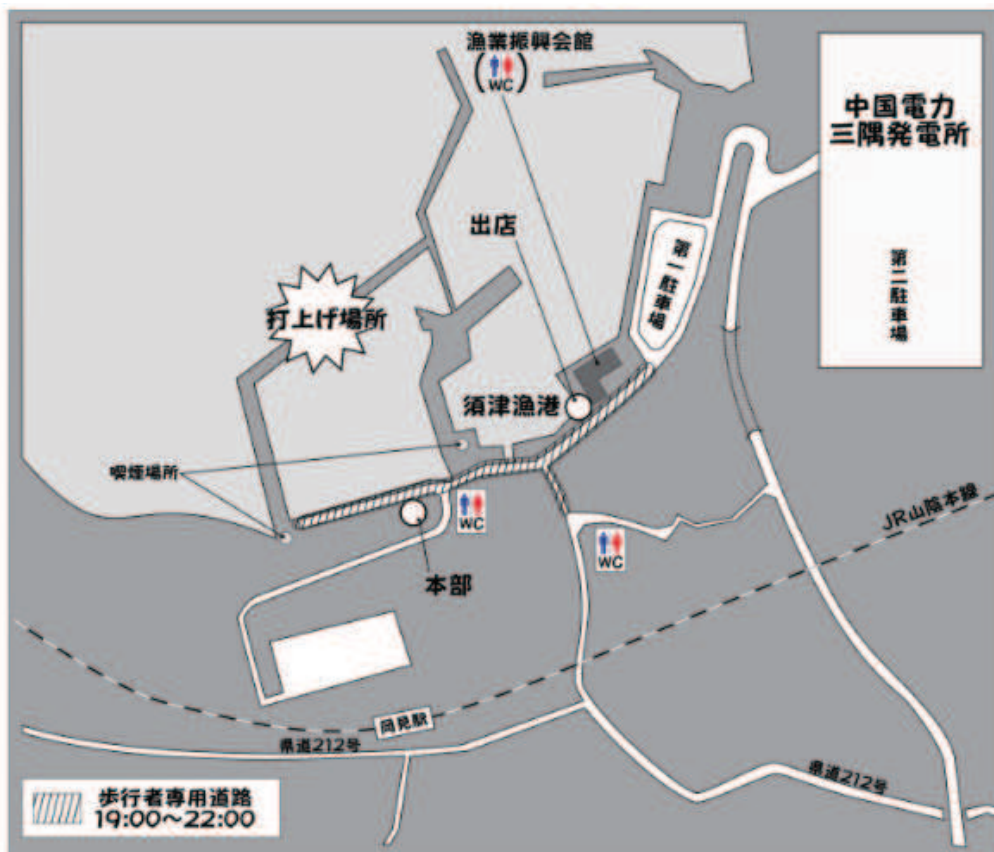 漁業振興会館
(WC)
中国電力
三隅発電所
出店
第一駐車場
第二駐車場
打上げ場所
須津漁港
喫煙場所
WC
WC
本部
JR山陰本線
岡見駅
県道212号
県道212号
歩行者専用道路
19:00〜22:00